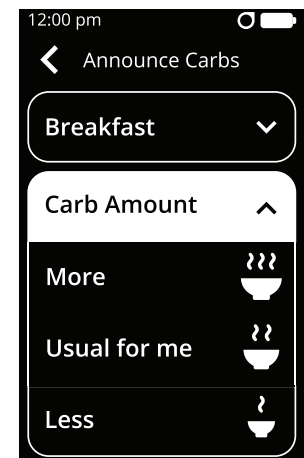 12:00 pm
Announce Carbs
Breakfast
Carb Amount
More
Usual for me
Less